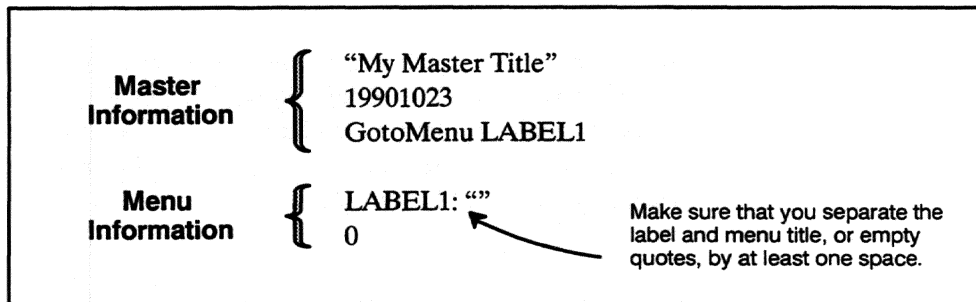 Master
Information
“My Master Title”
19901023
GotoMenu LABEL1
Menu
Information
LABEL1: “”
0
Make sure that you separate the
label and menu title, or empty
quotes, by at least one space.